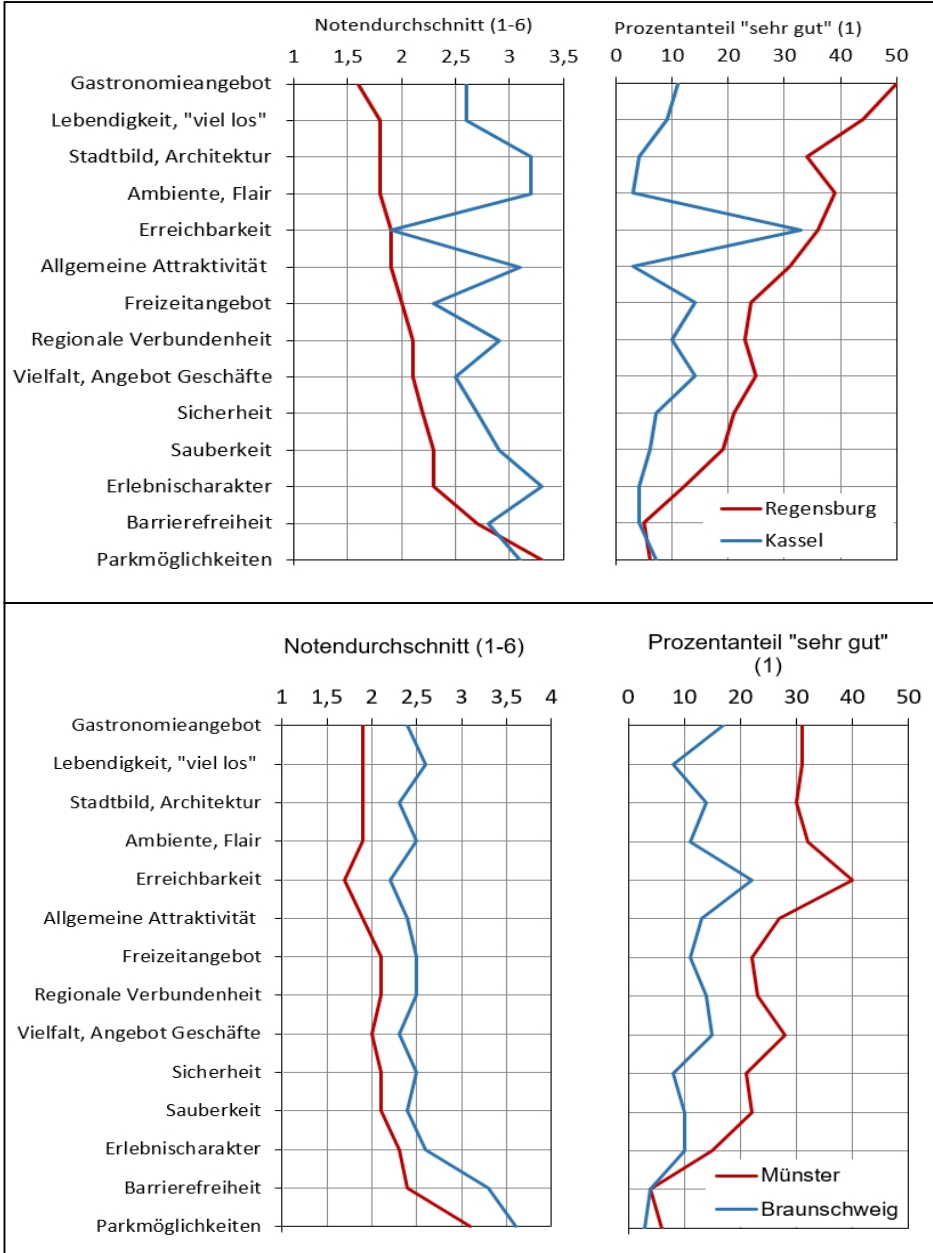 Notendurchschnitt (1-6)
1 1,5 2 2,5 3 3,5
Prozentanteil "sehr gut" (1)
0 10 20 30 40 50
Gastronomieangebot
Lebendigkeit, "viel los"
Stadtbild, Architektur
Ambiente, Flair
Erreichbarkeit
Allgemeine Attraktivität
Freizeitangebot
Regionale Verbundenheit
Vielfalt, Angebot Geschäfte
Sicherheit
Sauberkeit
Erlebnischarakter
Barrierefreiheit
Parkmöglichkeiten
Regensburg
Kassel
Notendurchschnitt (1-6)
1 1,5 2 2,5 3 3,5 4
Prozentanteil "sehr gut"
(1)
0 10 20 30 40 50
Gastronomieangebot
Lebendigkeit, "viel los"
Stadtbild, Architektur
Ambiente, Flair
Erreichbarkeit
Allgemeine Attraktivität
Freizeitangebot
Regionale Verbundenheit
Vielfalt, Angebot Geschäfte
Sicherheit
Sauberkeit
Erlebnischarakter
Barrierefreiheit
Parkmöglichkeiten
Münster
Braunschweig